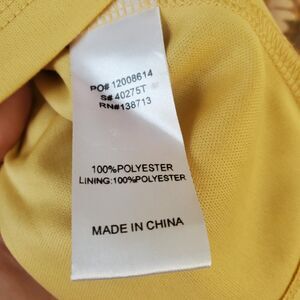 PO# 12008614
S# 40275T
RN#138713
100%POLYESTER
LINING:100%POLYESTER
MADE IN CHINA